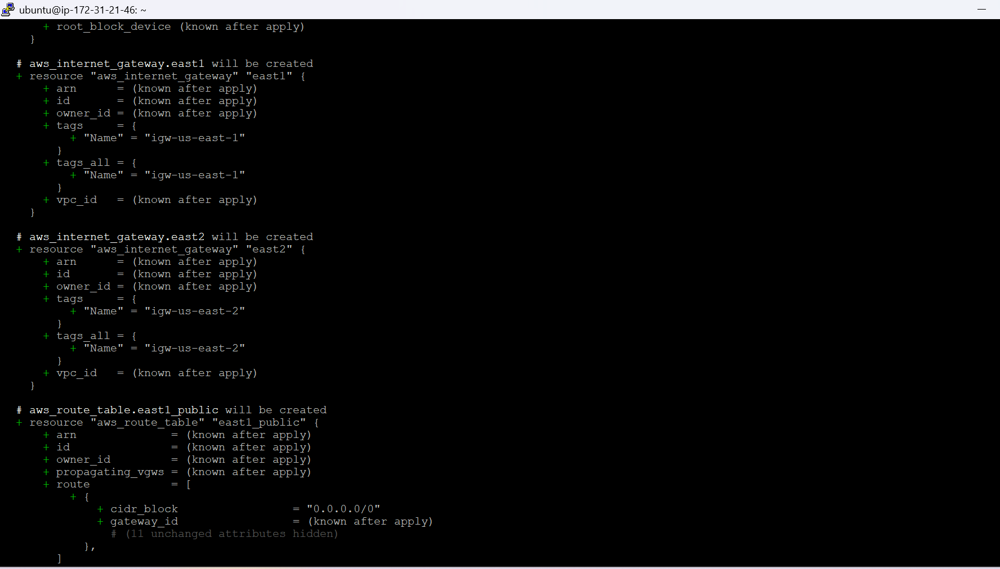 ubuntu@ip-172-31-21-46: ~
      + root_block_device (known after apply)
    }

  # aws_internet_gateway.east1 will be created
  + resource "aws_internet_gateway" "east1" {
      + arn      = (known after apply)
      + id       = (known after apply)
      + owner_id = (known after apply)
      + tags     = {
          + "Name" = "igw-us-east-1"
        }
      + tags_all = {
          + "Name" = "igw-us-east-1"
        }
      + vpc_id   = (known after apply)
    }

  # aws_internet_gateway.east2 will be created
  + resource "aws_internet_gateway" "east2" {
      + arn      = (known after apply)
      + id       = (known after apply)
      + owner_id = (known after apply)
      + tags     = {
          + "Name" = "igw-us-east-2"
        }
      + tags_all = {
          + "Name" = "igw-us-east-2"
        }
      + vpc_id   = (known after apply)
    }

  # aws_route_table.east1_public will be created
  + resource "aws_route_table" "east1_public" {
      + arn              = (known after apply)
      + id               = (known after apply)
      + owner_id         = (known after apply)
      + propagating_vgws = (known after apply)
      + route            = [
          + {
              + cidr_block                 = "0.0.0.0/0"
              + gateway_id                 = (known after apply)
                # (11 unchanged attributes hidden)
            },
        ]